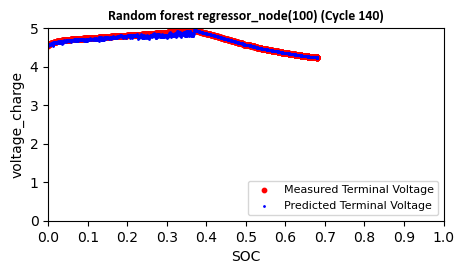 Random forest regressor_node(100) (Cycle 140)
voltage_charge
5
4
3
2
1
0
Measured Terminal Voltage
Predicted Terminal Voltage
0.0 0.1 0.2 0.3 0.4 0.5 0.6 0.7 0.8 0.9 1.0
SOC